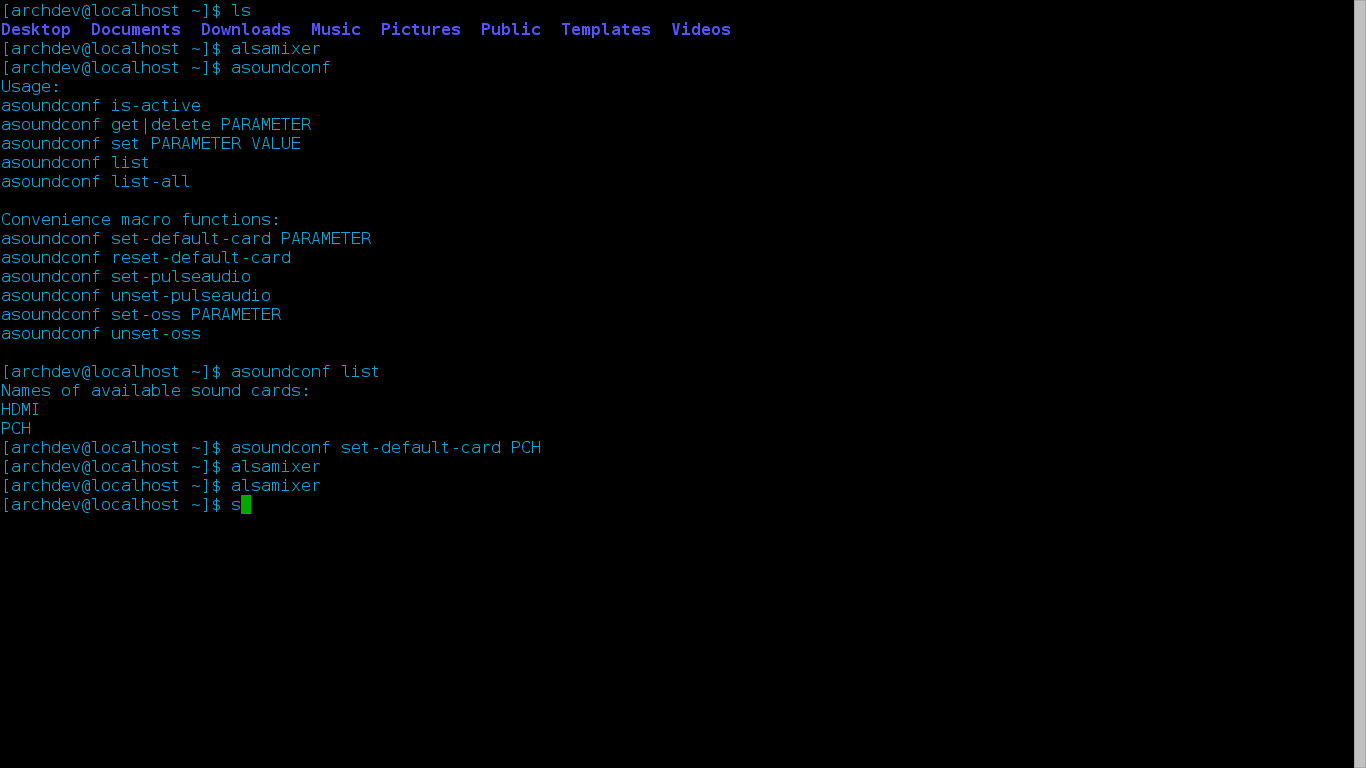 [archdev@localhost ~]$ ls
Desktop  Documents  Downloads  Music  Pictures  Public  Templates  Videos
[archdev@localhost ~]$ alsamixer
[archdev@localhost ~]$ asoundconf
Usage:
asoundconf is-active
asoundconf get|delete PARAMETER
asoundconf set PARAMETER VALUE
asoundconf list
asoundconf list-all

Convenience macro functions:
asoundconf set-default-card PARAMETER
asoundconf reset-default-card
asoundconf set-pulseaudio
asoundconf unset-pulseaudio
asoundconf set-oss PARAMETER
asoundconf unset-oss

[archdev@localhost ~]$ asoundconf list
Names of available sound cards:
HDMI
PCH
[archdev@localhost ~]$ asoundconf set-default-card PCH
[archdev@localhost ~]$ alsamixer
[archdev@localhost ~]$ alsamixer
[archdev@localhost ~]$ s